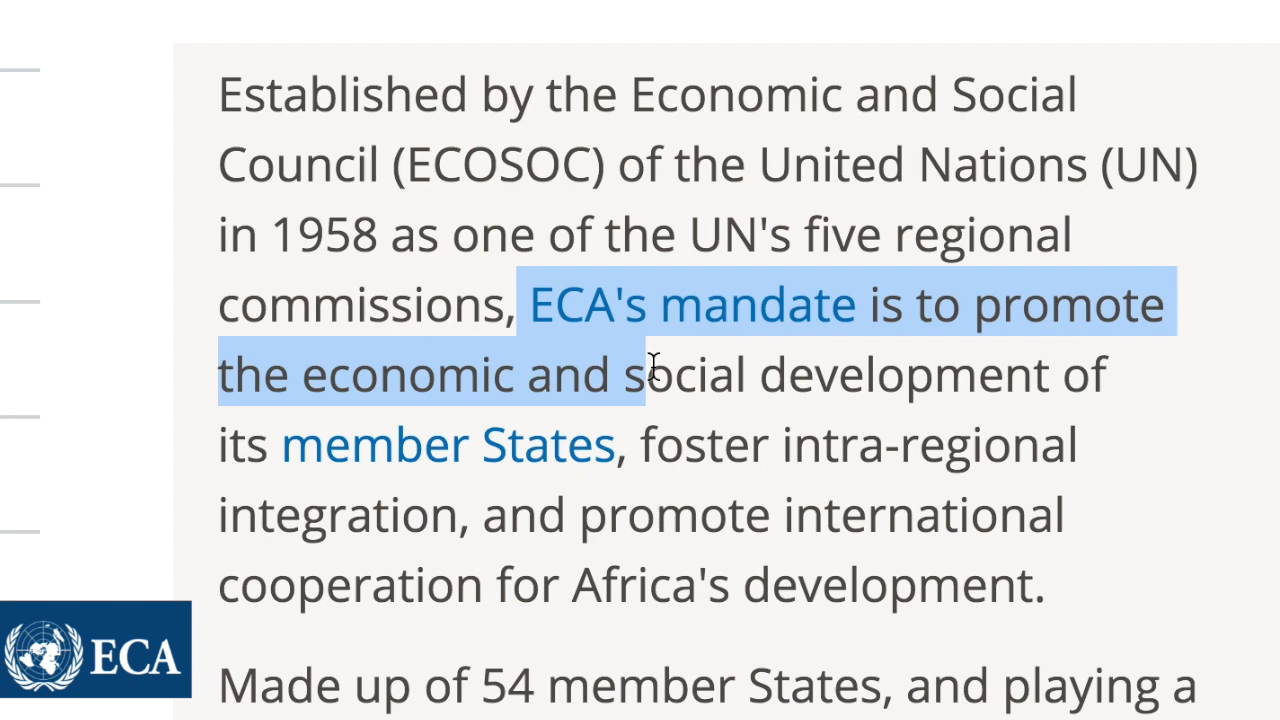 Established by the Economic and Social
Council (ECOSOC) of the United Nations (UN)
in 1958 as one of the UN's five regional
commissions, ECA's mandate is to promote
the economic and social development of
its member States, foster intra-regional
integration, and promote international
cooperation for Africa's development.
ECA
Made up of 54 member States, and playing a